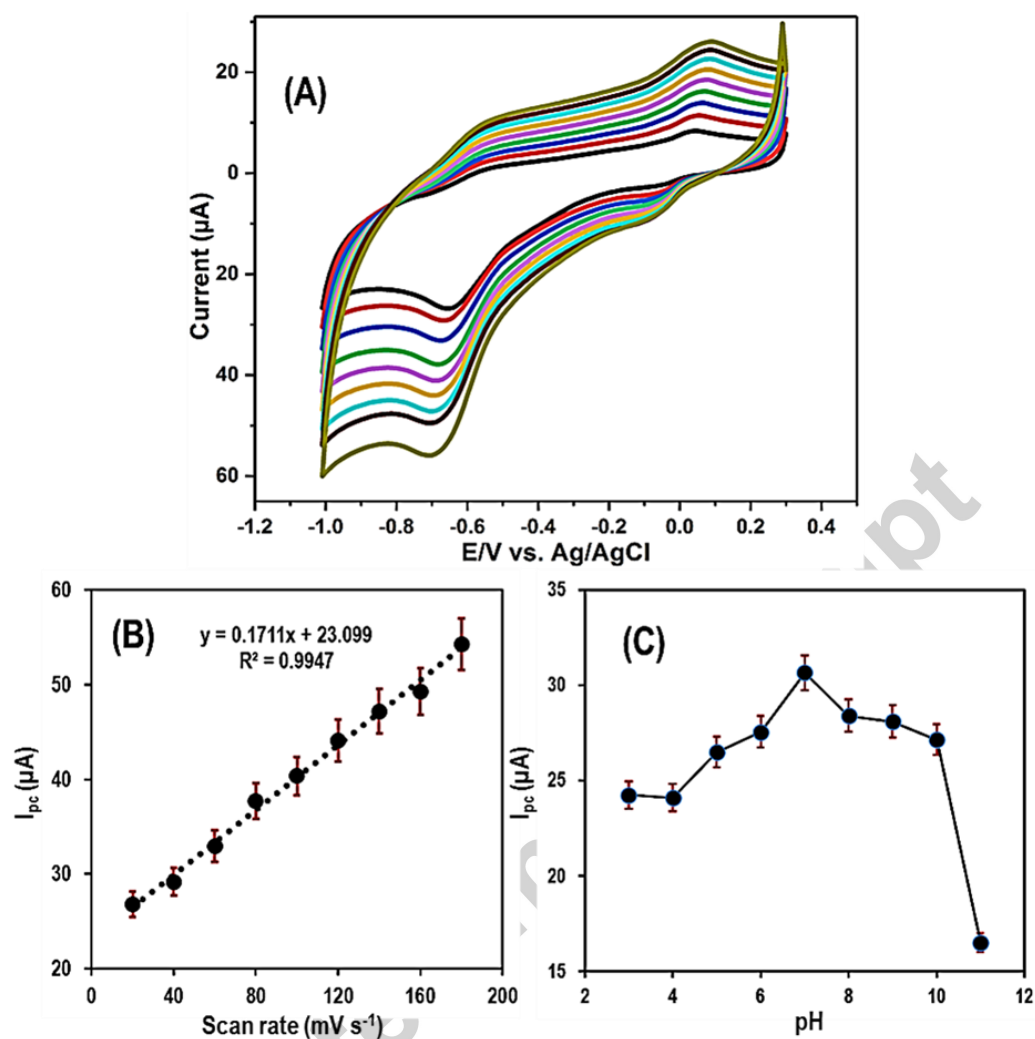 (A)
Current (µA)
20
0
20
40
60
-1.2 -1.0 -0.8 -0.6 -0.4 -0.2 0.0 0.2 0.4
E/V vs. Ag/AgCl
(B)
y = 0.1711x + 23.099
R² = 0.9947
Ipc (µA)
60
50
40
30
20
0 40 80 120 160 200
Scan rate (mV s⁻¹)
(C)
Ipc (µA)
35
30
25
20
15
2 4 6 8 10 12
pH